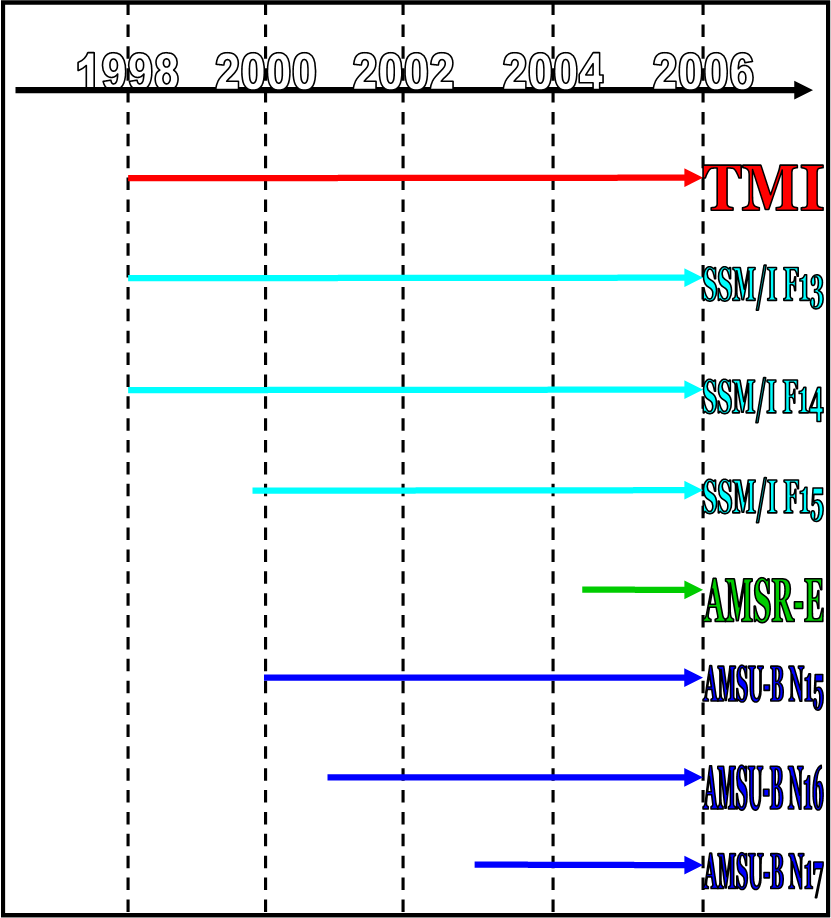 1998 2000 2002 2004 2006
TMI
SSM/I F13
SSM/I F14
SSM/I F15
AMSR-E
AMSU-B N15
AMSU-B N16
AMSU-B N17